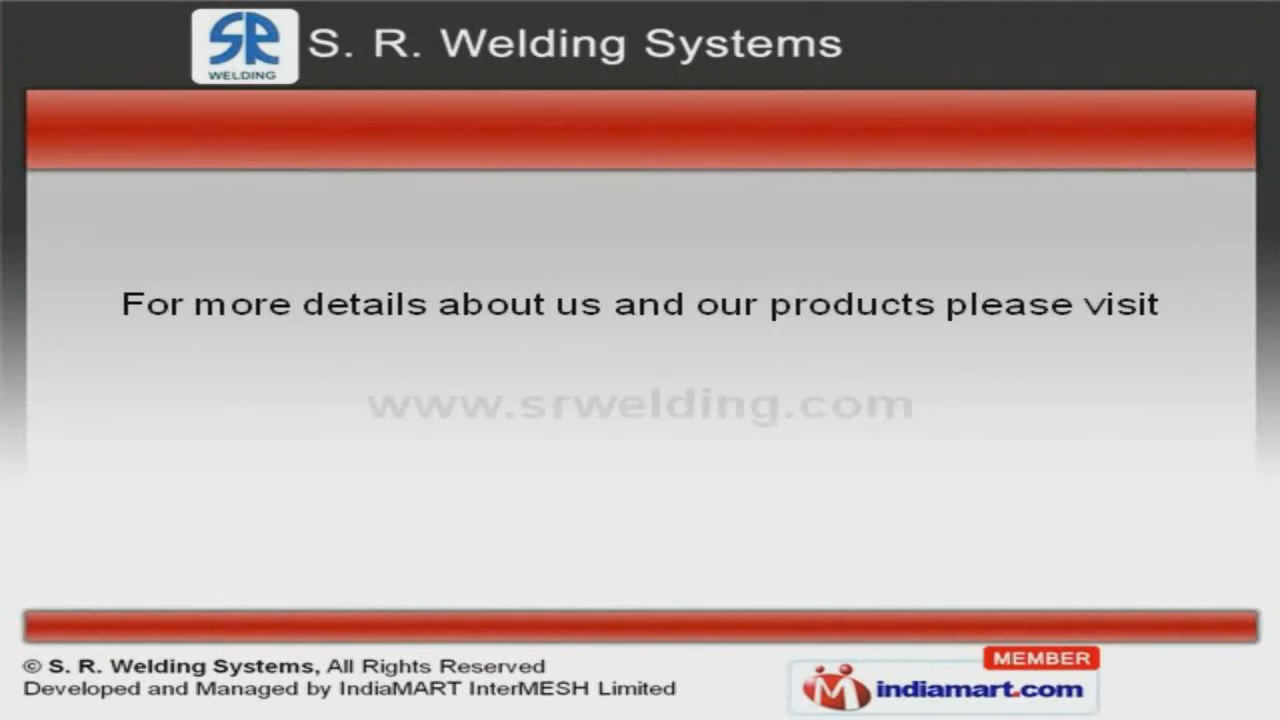 SR
WELDING
S. R. Welding Systems
For more details about us and our products please visit
www.srwelding.com
© S. R. Welding Systems, All Rights Reserved
Developed and Managed by IndiaMART InterMESH Limited
MEMBER
indiamart.com